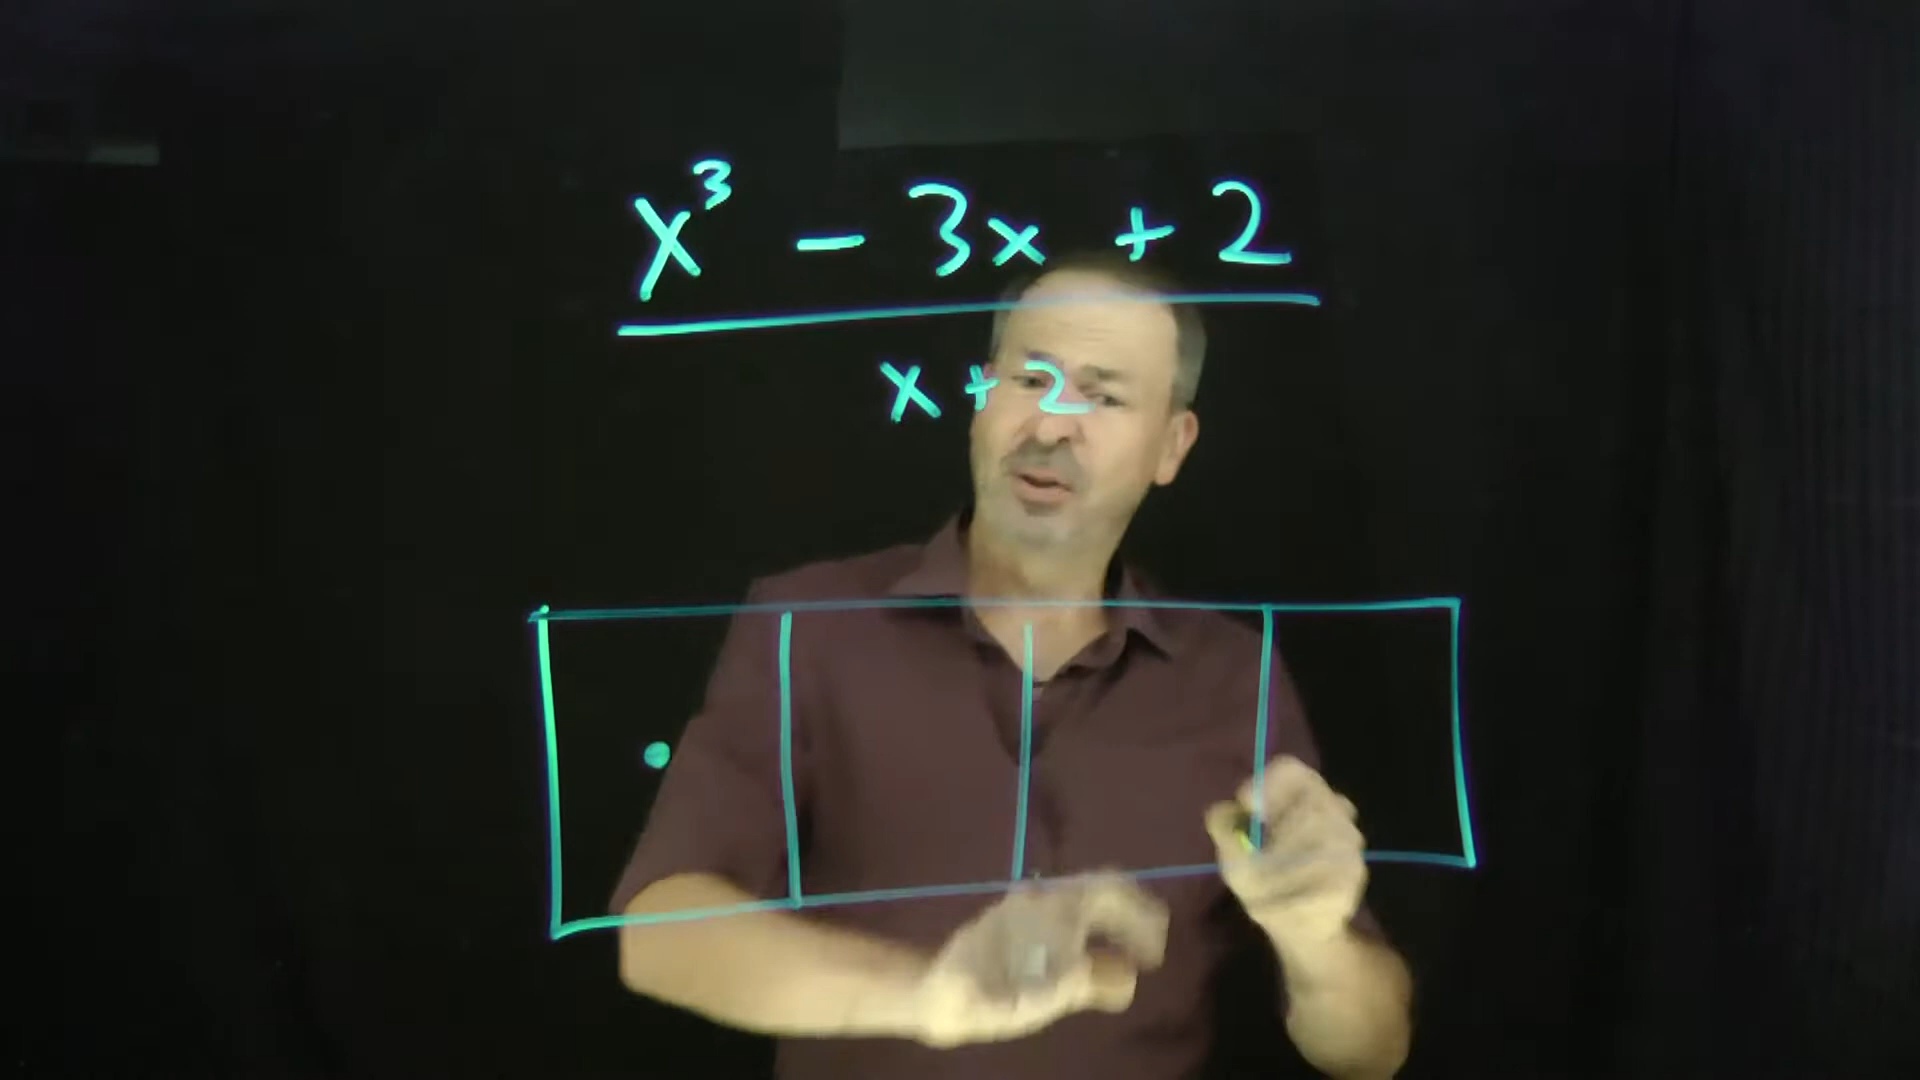 x³ - 3x + 2
x + 2